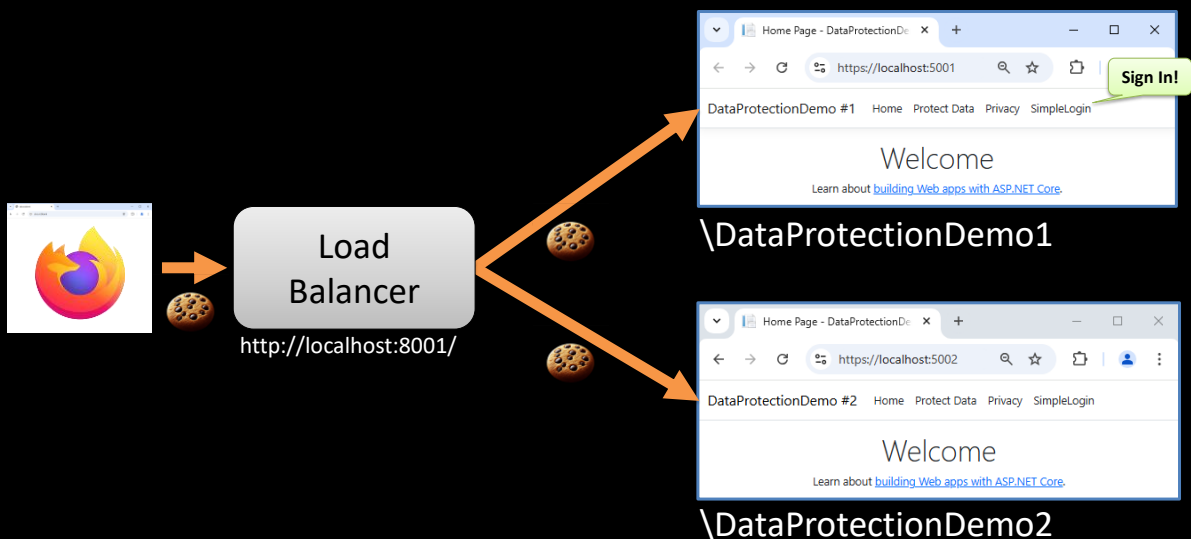 Home Page - DataProtectionDe
https://localhost:5001
Sign In!
DataProtectionDemo #1 Home Protect Data Privacy SimpleLogin
Welcome
Learn about building Web apps with ASP.NET Core.
\DataProtectionDemo1
Load
Balancer
http://localhost:8001/
Home Page - DataProtectionDe
https://localhost:5002
DataProtectionDemo #2 Home Protect Data Privacy SimpleLogin
Welcome
Learn about building Web apps with ASP.NET Core.
\DataProtectionDemo2